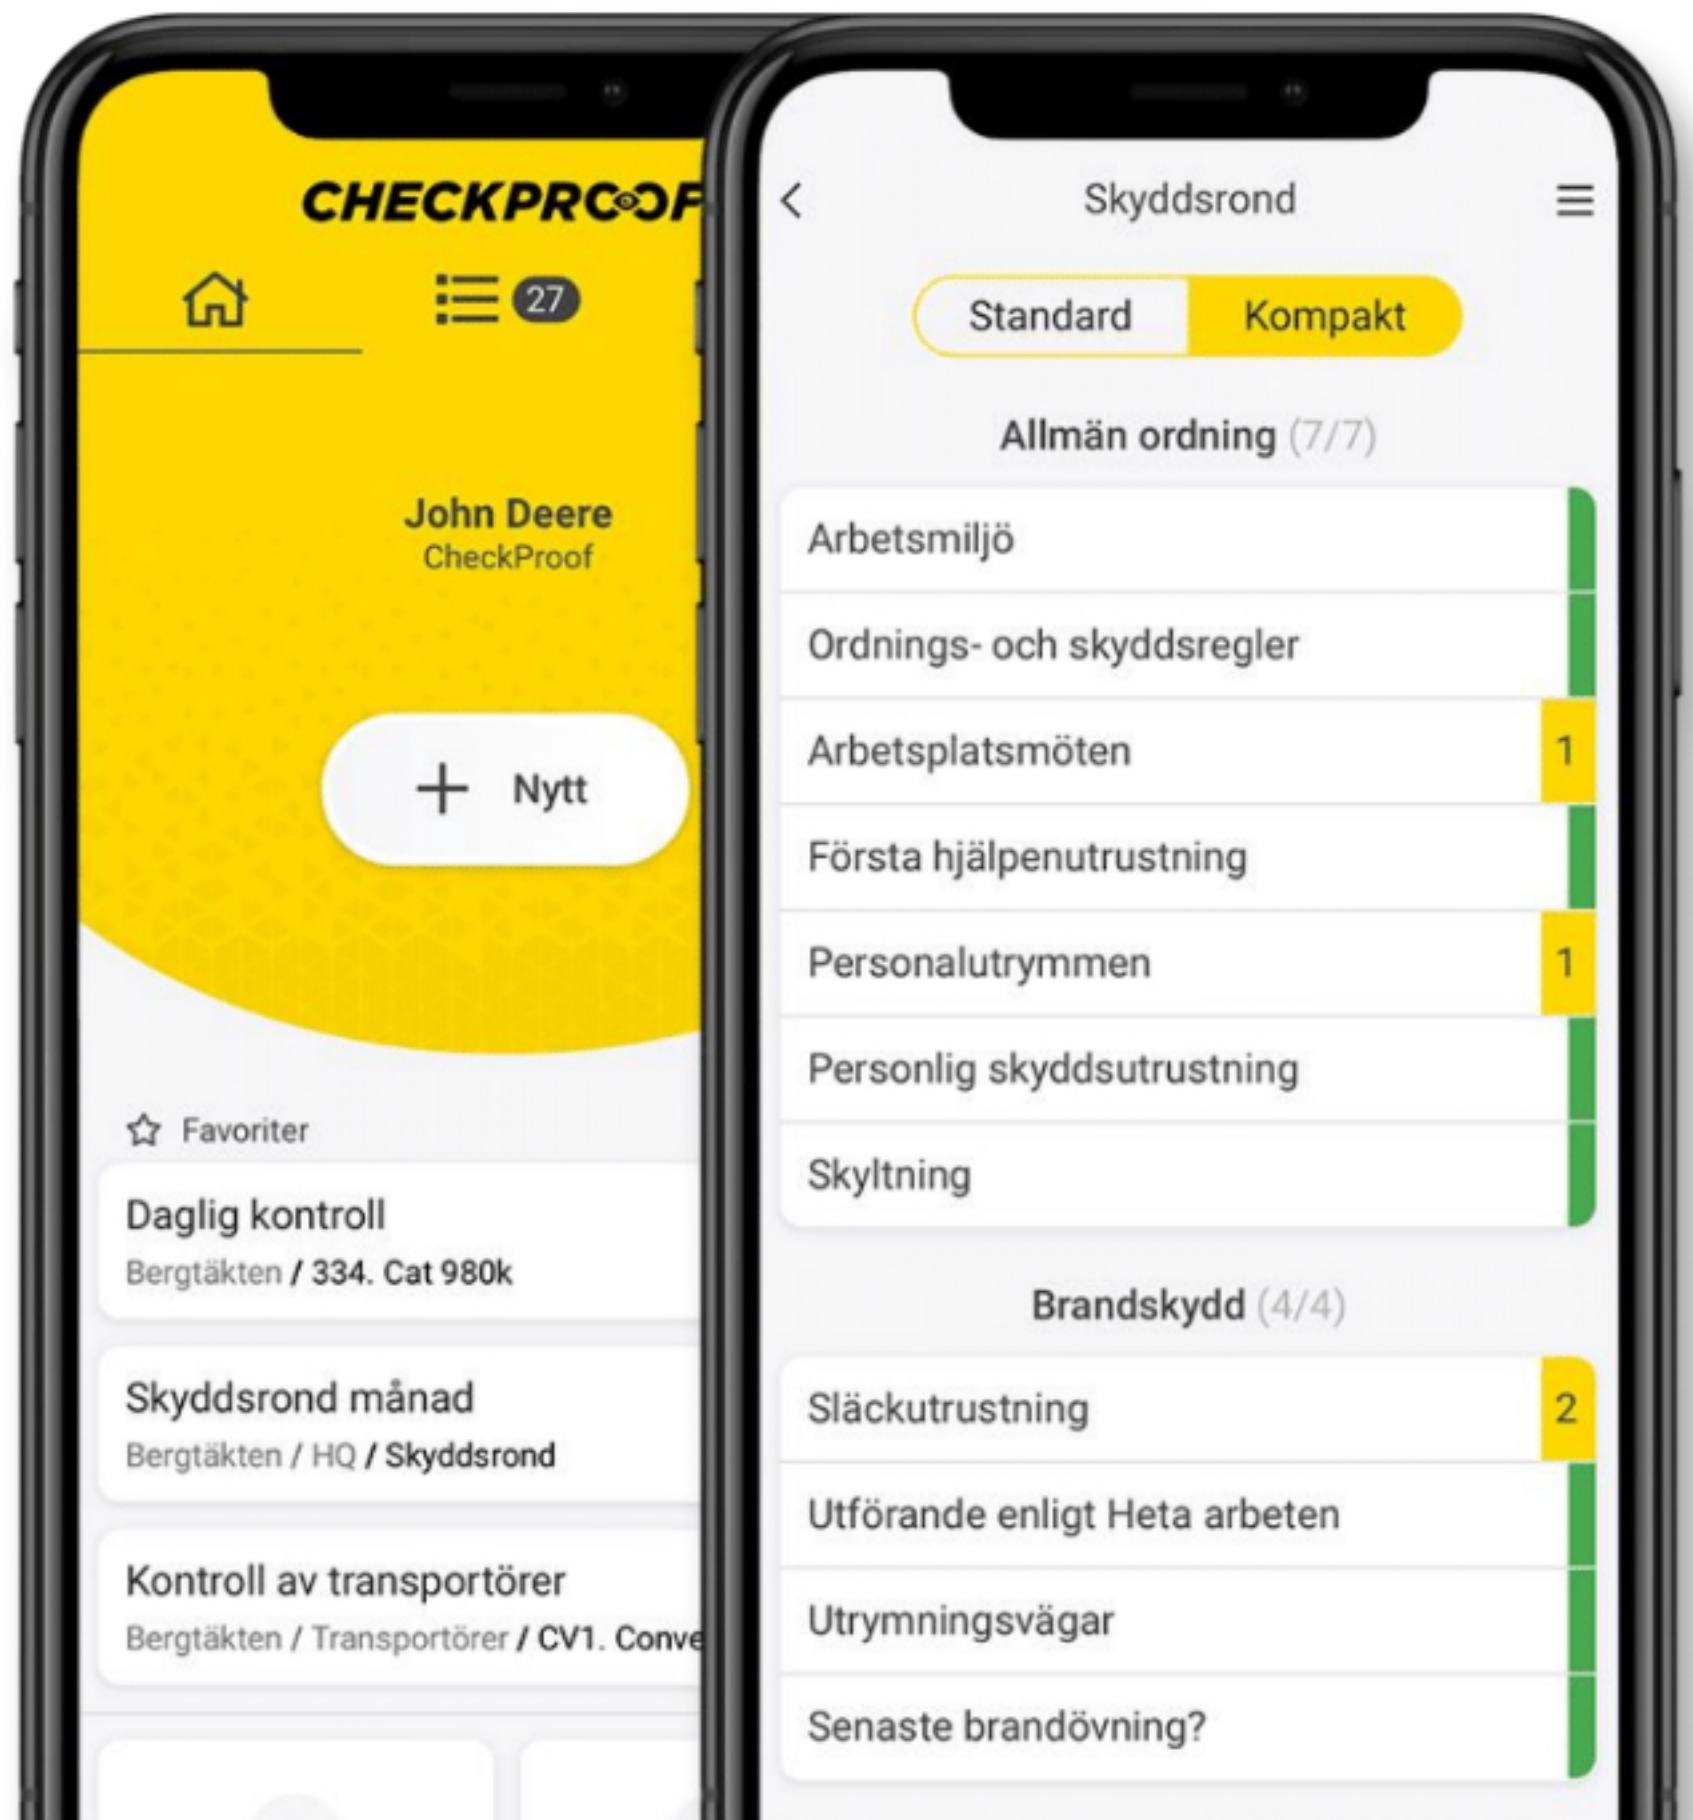 CHECKPROOF
27
John Deere
CheckProof
+ Nytt
Favoriter
Daglig kontroll
Bergtäkten / 334. Cat 980k
Skyddsrond månad
Bergtäkten / HQ / Skyddsrond
Kontroll av transportörer
Bergtäkten / Transportörer / CV1. Conve
Skyddsrond
Standard Kompakt
Allmän ordning (7/7)
Arbetsmiljö
Ordnings- och skyddsregler
Arbetsplatsmöten 1
Första hjälpenutrustning
Personalutrymmen 1
Personlig skyddsutrustning
Skyltning
Brandskydd (4/4)
Släckutrustning 2
Utförande enligt Heta arbeten
Utrymningsvägar
Senaste brandövning?